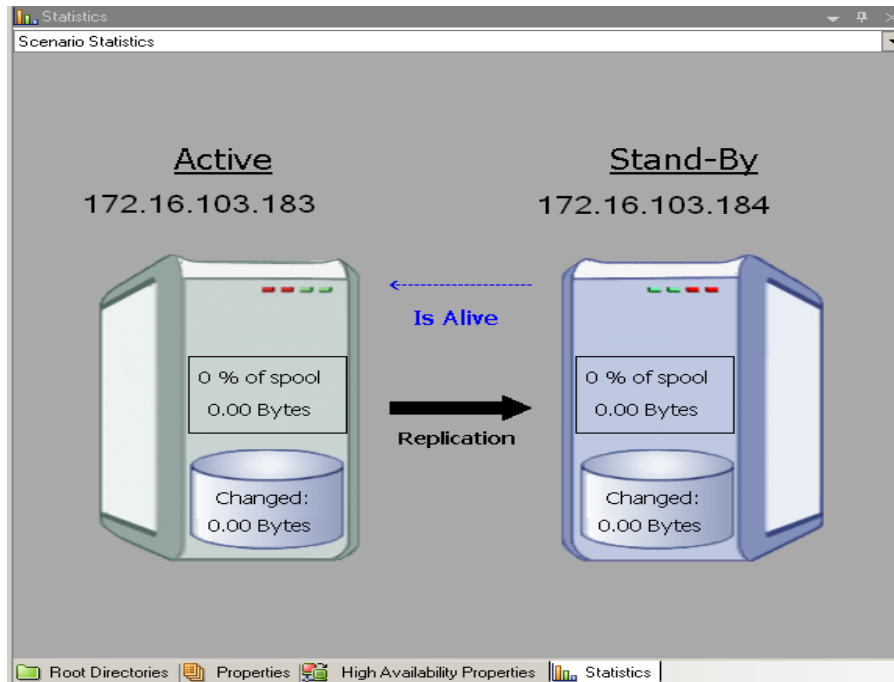 Statistics
Scenario Statistics
Active
Stand-By
172.16.103.183
172.16.103.184
Is Alive
0 % of spool
0.00 Bytes
0 % of spool
0.00 Bytes
Replication
Changed:
0.00 Bytes
Changed:
0.00 Bytes
Root Directories
Properties
High Availability Properties
Statistics